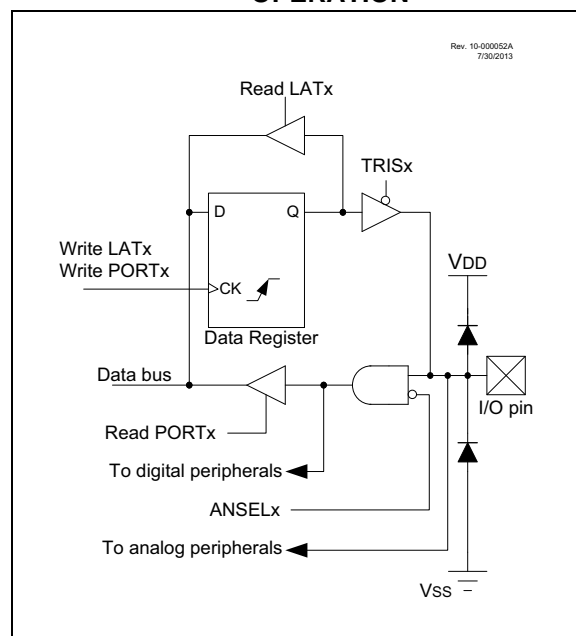 OPERATION
Rev. 10-000052A
7/30/2013
Read LATx
TRISx
D
Q
Write LATx
Write PORTx
CK
VDD
Data Register
Data bus
I/O pin
Read PORTx
To digital peripherals
ANSELx
To analog peripherals
VSS